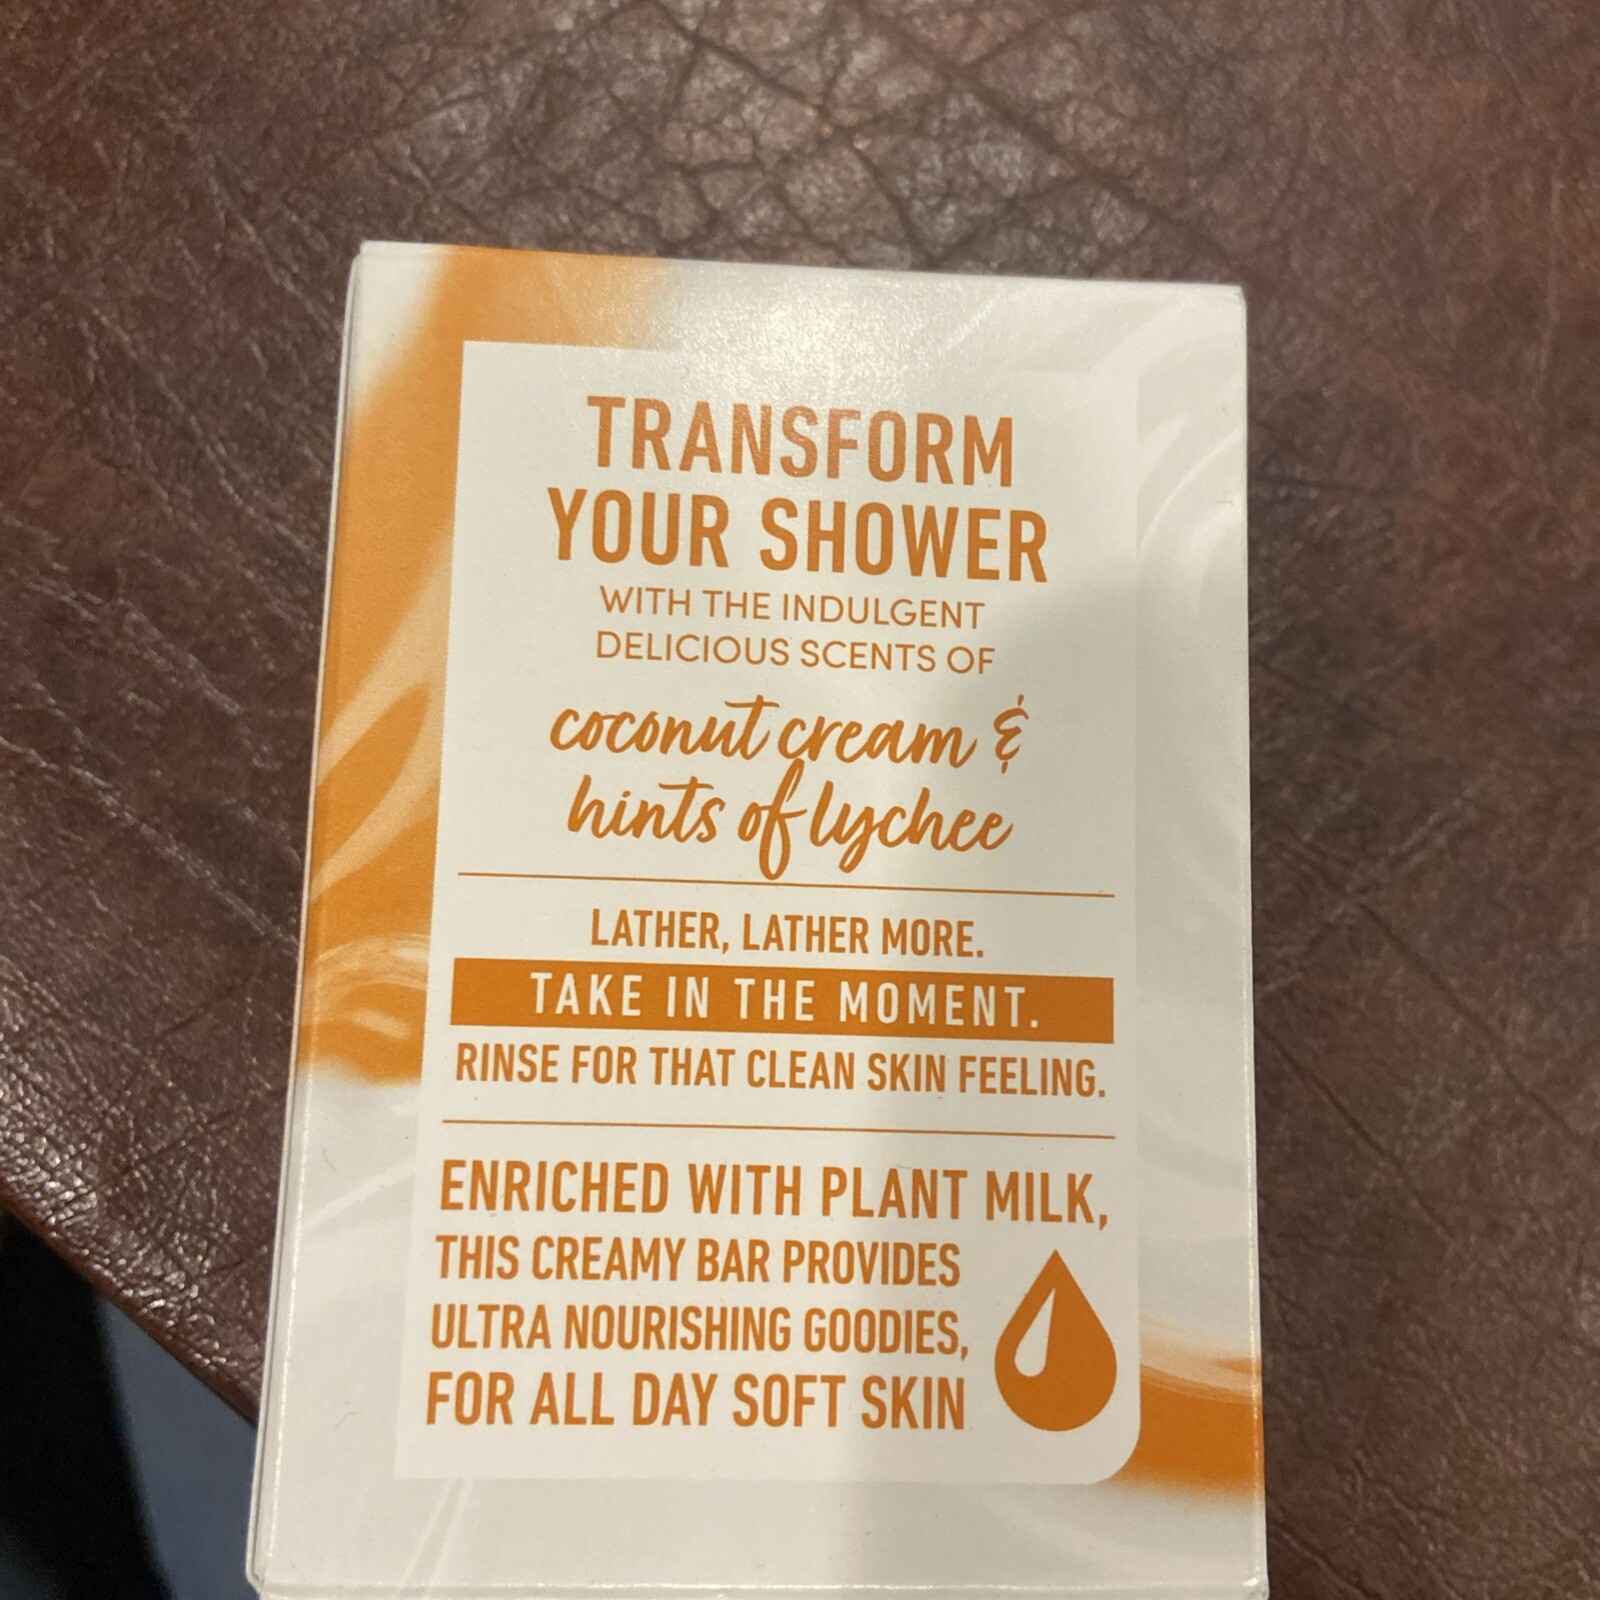 TRANSFORM
YOUR SHOWER
WITH THE INDULGENT
DELICIOUS SCENTS OF
coconut cream &
hints of lychee
LATHER, LATHER MORE.
TAKE IN THE MOMENT.
RINSE FOR THAT CLEAN SKIN FEELING.
ENRICHED WITH PLANT MILK,
THIS CREAMY BAR PROVIDES
ULTRA NOURISHING GOODIES,
FOR ALL DAY SOFT SKIN